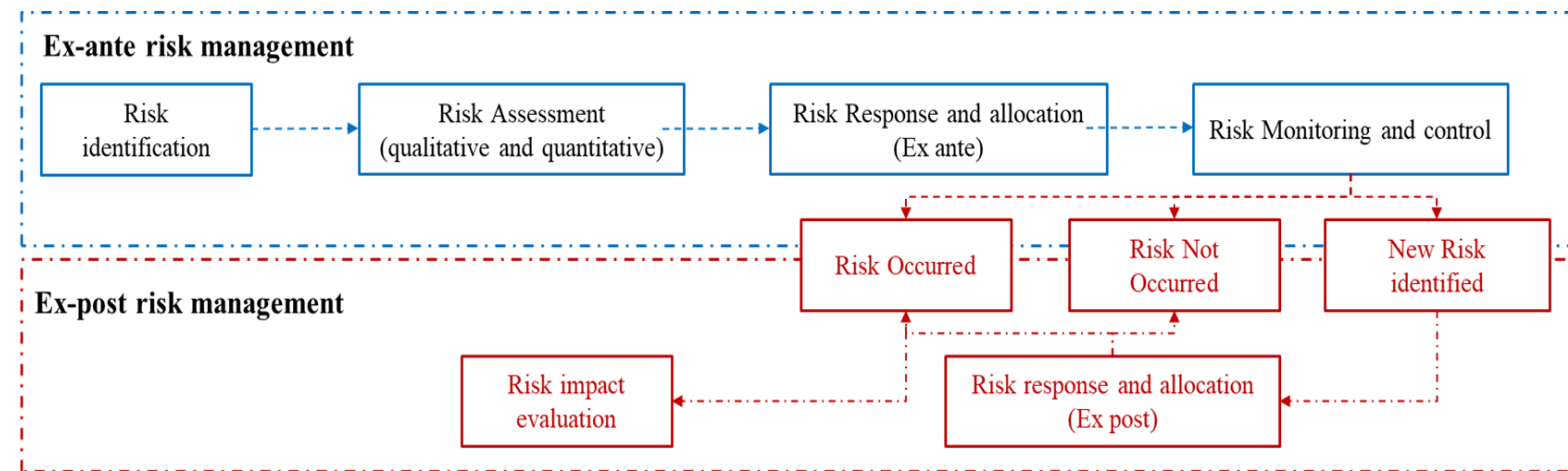 Ex-ante risk management
Risk
identification
Risk Assessment
(qualitative and quantitative)
Risk Response and allocation
(Ex ante)
Risk Monitoring and control
Risk Occurred
Risk Not
Occurred
New Risk
identified
Ex-post risk management
Risk impact
evaluation
Risk response and allocation
(Ex post)